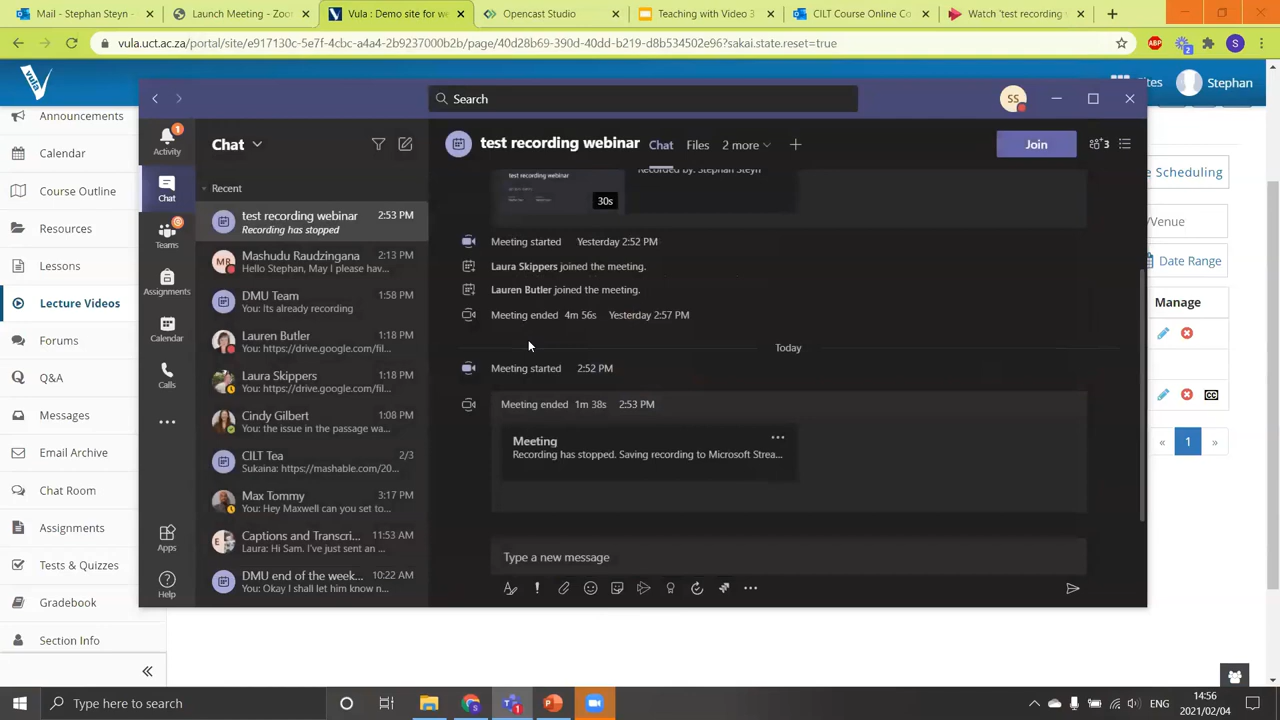 Mail - Stephan Steyn -
Launch Meeting - Zoo
Vula : Demo site for we
Opencast Studio
Teaching with Video 3
CILT Course Online Co
Watch 'test recording
vula.uct.ac.za/portal/site/e917130c-5e7f-4cbc-a4a4-2b9237000b2b/page/40d28b69-390d-40dd-b219-d8b534502e96?sakai.state.reset=true
ABP
2
S
vula
tes
Stephan
Announcements
Calendar
Course Outline
Resources
Lessons
Lecture Videos
Forums
Q&A
Messages
Email Archive
Chat Room
Assignments
Tests & Quizzes
Gradebook
Section Info
Search
SS
1
Activity
Chat
Teams
Assignments
Calendar
Calls
Apps
Help
Chat
Recent
test recording webinar 2:53 PM
Recording has stopped
MR
Mashudu Raudzingana 2:13 PM
Hello Stephan, May I please hav...
DMU Team 1:58 PM
You: Its already recording
Lauren Butler 1:18 PM
You: https://drive.google.com/fil...
Laura Skippers 1:18 PM
You: https://drive.google.com/fil...
Cindy Gilbert 1:08 PM
You: the issue in the passage wa...
CILT Tea 2/3
Sukaina: https://mashable.com/20...
Max Tommy 3:17 PM
You: Hey Maxwell can you set to...
Captions and Transcri... 11:53 AM
Laura: Hi Sam. I've just sent an ...
DMU end of the week... 10:22 AM
You: Okay I shall let him know n...
test recording webinar Chat Files 2 more
Join
3
test recording webinar
Recorded by: Stephan Steyn
30s
Meeting started Yesterday 2:52 PM
Laura Skippers joined the meeting.
Lauren Butler joined the meeting.
Meeting ended 4m 56s Yesterday 2:57 PM
Today
Meeting started 2:52 PM
Meeting ended 1m 38s 2:53 PM
Meeting
Recording has stopped. Saving recording to Microsoft Strea...
Type a new message
e Scheduling
/Venue
Date Range
Manage
CC
« 1 »
Type here to search
1
ENG
14:56
2021/02/04